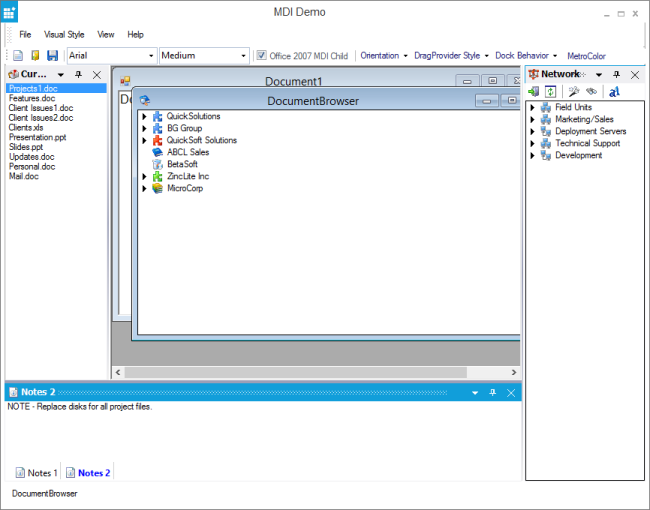 MDI Demo
File Visual Style View Help
Arial Medium Office 2007 MDI Child Orientation DragProvider Style Dock Behavior MetroColor
Cur...
Projects1.doc
Features.doc
Client Issues1.doc
Client Issues2.doc
Clients.xls
Presentation.ppt
Slides.ppt
Updates.doc
Personal.doc
Mail.doc
Document1
Do
DocumentBrowser
QuickSolutions
BG Group
QuickSoft Solutions
ABCL Sales
BetaSoft
ZincLite Inc
MicroCorp
Network
Field Units
Marketing/Sales
Deployment Servers
Technical Support
Development
Notes 2
NOTE - Replace disks for all project files.
Notes 1 Notes 2
DocumentBrowser